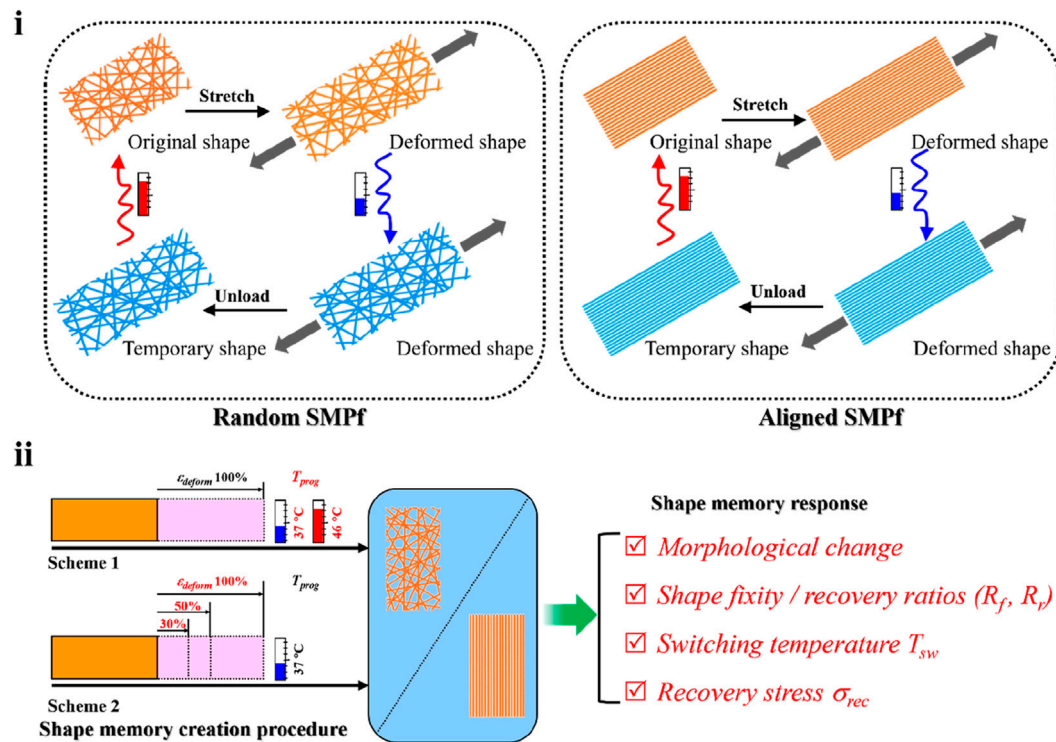 i
Stretch
Original shape
Deformed shape
Unload
Temporary shape
Deformed shape
Random SMPf
Stretch
Original shape
Deformed shape
Unload
Temporary shape
Deformed shape
Aligned SMPf
ii
εdeform 100%
Tprog
37 °C
46 °C
Scheme 1
εdeform 100%
Tprog
50%
30%
37 °C
Scheme 2
Shape memory creation procedure
Shape memory response
☑ Morphological change
☑ Shape fixity / recovery ratios (Rf, Rr)
☑ Switching temperature Tsw
☑ Recovery stress σrec